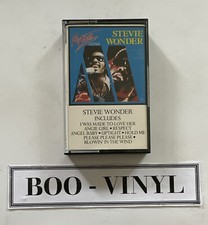 STEVIE
WONDER
STEVIE WONDER
INCLUDES
I WAS MADE TO LOVE HER
ANGIE GIRL • RESPECT
ANGEL BABY • UPTIGHT • HOLD ME
PLEASE PLEASE PLEASE •
BLOWIN' IN THE WIND
BOO - VINYL